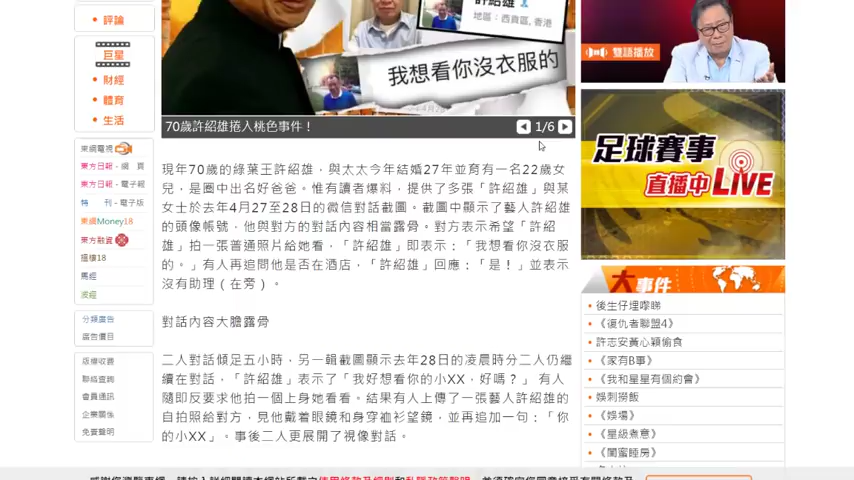 評論
巨星
財經
體育
生活
東網電視
東方日報 - 網 頁
東方日報 - 電子報
特 刊 - 電子版
東網Money18
東方融資
搵樓18
馬經
波經
分類廣告
廣告價目
版權收費
聯絡查詢
會員通訊
企業關係
免責聲明
許紹雄
地區：西貢區, 香港
我想看你沒衣服的
70歲許紹雄捲入桃色事件！
1/6
現年70歲的綠葉王許紹雄，與太太今年結婚27年並育有一名22歲女
兒，是圈中出名好爸爸。惟有讀者爆料，提供了多張「許紹雄」與某
女士於去年4月27至28日的微信對話截圖。截圖中顯示了藝人許紹雄
的頭像帳號，他與對方的對話內容相當露骨。對方表示希望「許紹
雄」拍一張普通照片給她看，「許紹雄」即表示：「我想看你沒衣服
的。」有人再追問他是否在酒店，「許紹雄」回應：「是！」並表示
沒有助理（在旁）。
對話內容大膽露骨
二人對話傾足五小時，另一輯截圖顯示去年28日的凌晨時分二人仍繼
續在對話，「許紹雄」表示了「我好想看你的小XX，好嗎？」 有人
隨即反要求他拍一個上身她看看。結果有人上傳了一張藝人許紹雄的
自拍照給對方，見他戴着眼鏡和身穿裇衫望鏡，並再追加一句：「你
的小XX」。事後二人更展開了視像對話。
雙語播放
足球賽事
直播中 LIVE
大事件
後生仔埋嚟睇
《復仇者聯盟4》
許志安黃心穎偷食
《家有B事》
《我和星星有個約會》
娛刺撈飯
《娛場》
《星級煮意》
《閨蜜睡房》